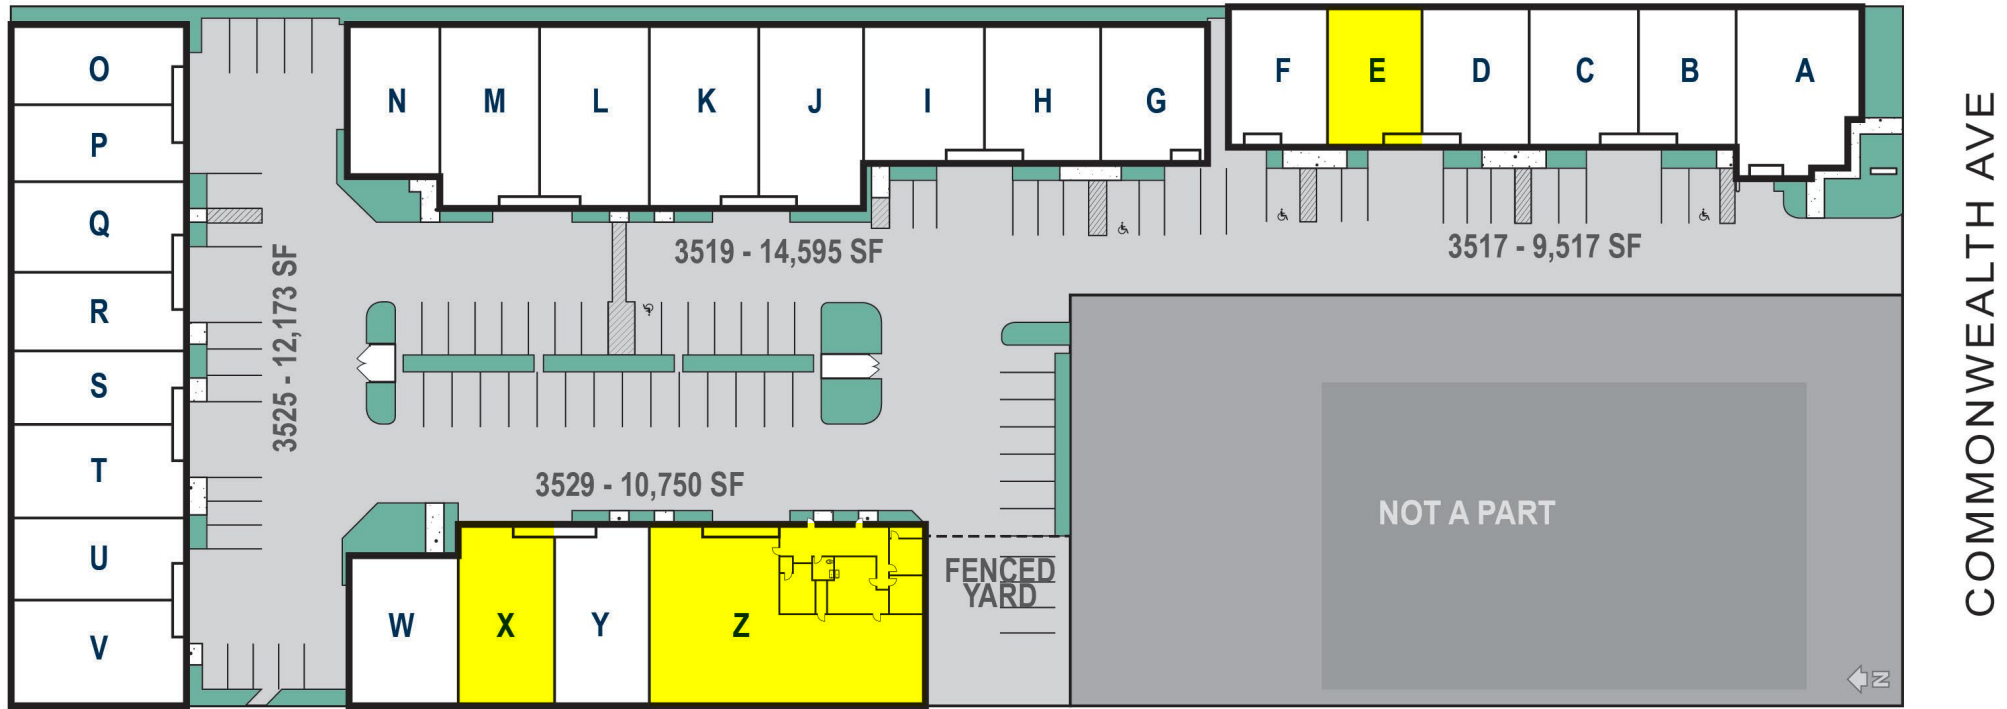 O
P
Q
R
S
T
U
V
N
M
L
K
J
I
H
G
F
E
D
C
B
A
3519 - 14,595 SF
3517 - 9,517 SF
3525 - 12,173 SF
3529 - 10,750 SF
W
X
Y
Z
FENCED
YARD
NOT A PART
N
COMMONWEALTH AVE